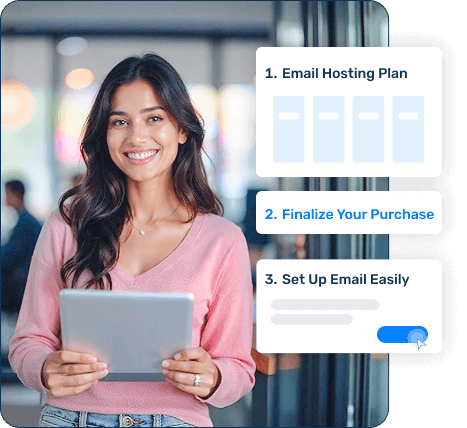 1. Email Hosting Plan
2. Finalize Your Purchase
3. Set Up Email Easily